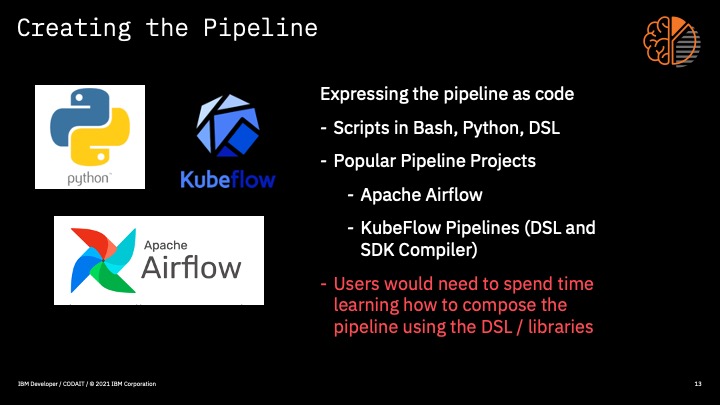 Creating the Pipeline
python™
Kubeflow
Apache
Airflow
Expressing the pipeline as code
- Scripts in Bash, Python, DSL
- Popular Pipeline Projects
- Apache Airflow
- KubeFlow Pipelines (DSL and
SDK Compiler)
- Users would need to spend time
learning how to compose the
pipeline using the DSL / libraries
IBM Developer / CODAIT / © 2021 IBM Corporation
13